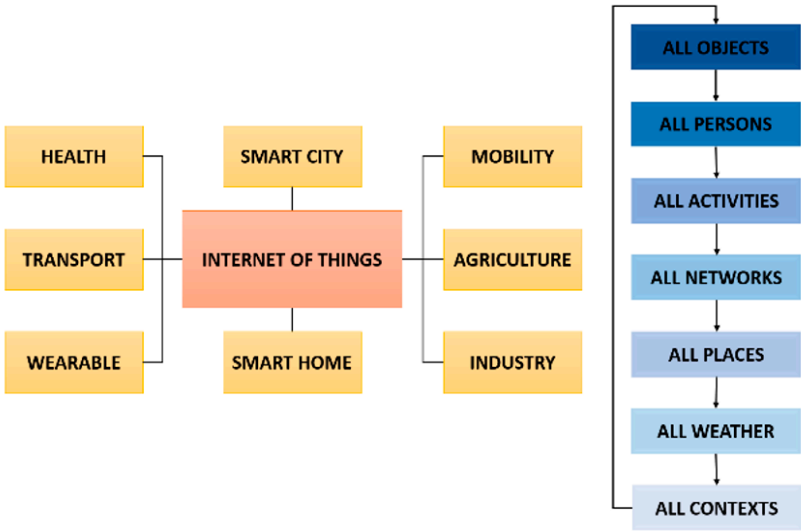 HEALTH
TRANSPORT
WEARABLE
SMART CITY
INTERNET OF THINGS
SMART HOME
MOBILITY
AGRICULTURE
INDUSTRY
ALL OBJECTS
ALL PERSONS
ALL ACTIVITIES
ALL NETWORKS
ALL PLACES
ALL WEATHER
ALL CONTEXTS